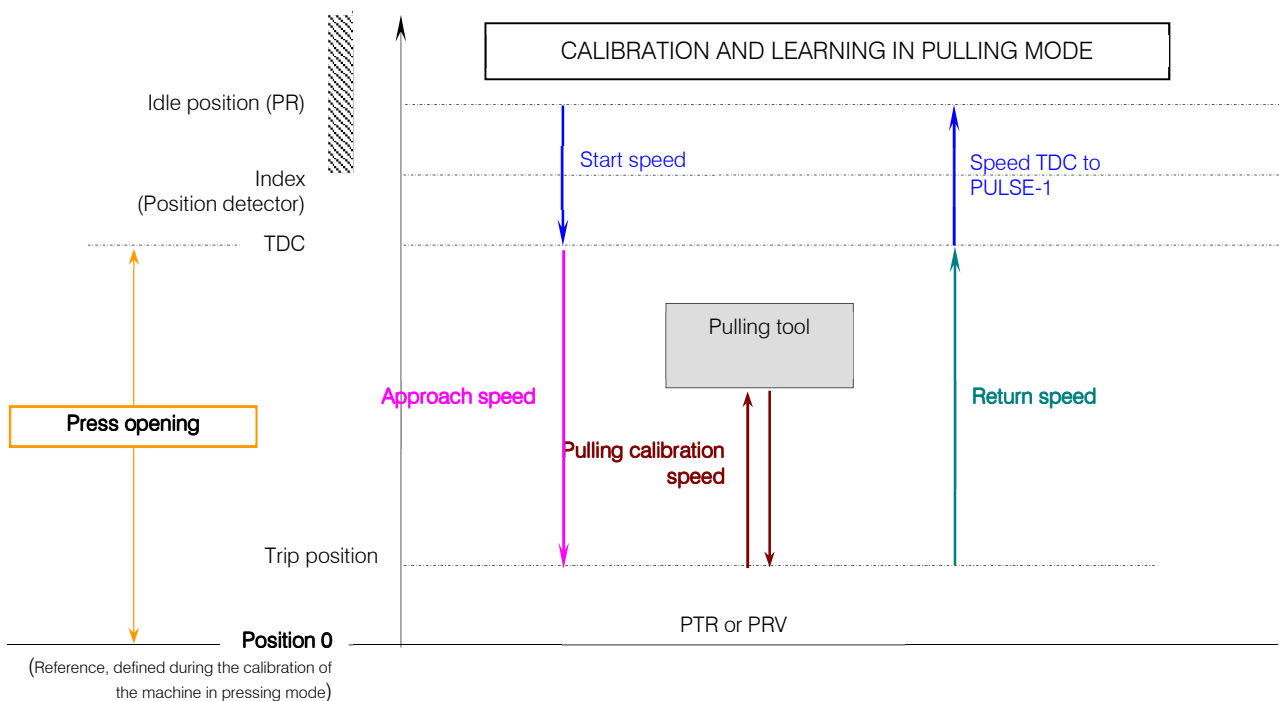 CALIBRATION AND LEARNING IN PULLING MODE
Idle position (PR)
Start speed
Speed TDC to
PULSE-1
Index
(Position detector)
TDC
Pulling tool
Approach speed
Return speed
Press opening
Pulling calibration
speed
Trip position
PTR or PRV
Position 0
(Reference, defined during the calibration of
the machine in pressing mode)